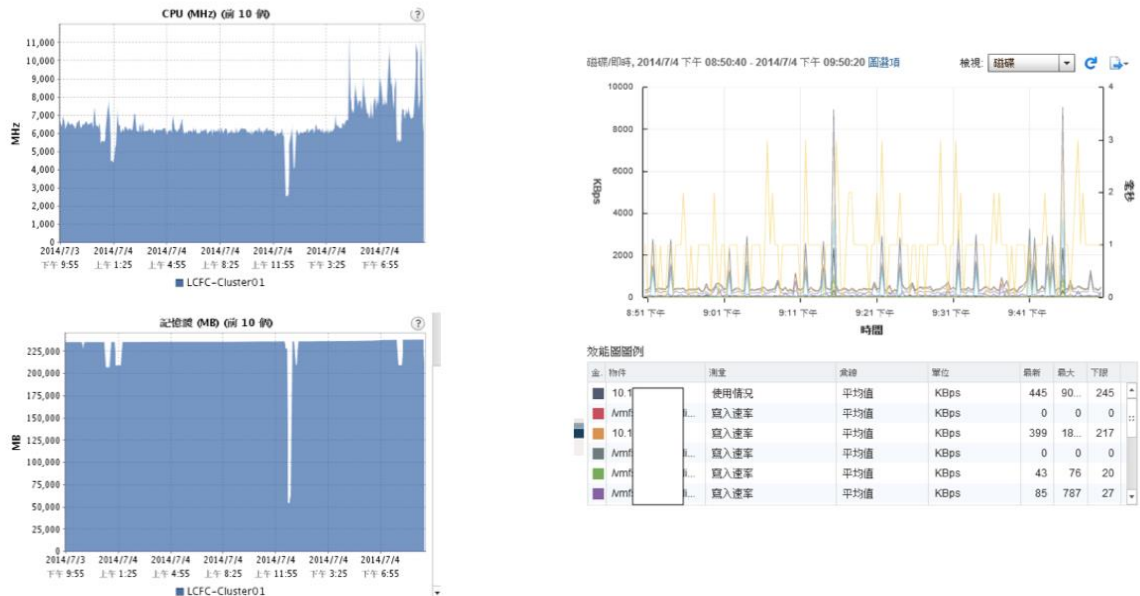 CPU (MHz) (前 10 個)
?
11,000
10,000
9,000
8,000
7,000
6,000
5,000
4,000
3,000
2,000
1,000
0
MHz
2014/7/3 2014/7/4 2014/7/4 2014/7/4 2014/7/4 2014/7/4 2014/7/4
下午 9:55 上午 1:25 上午 4:55 上午 8:25 上午 11:55 下午 3:25 下午 6:55
LCFC-Cluster01
記憶體 (MB) (前 10 個)
?
225,000
200,000
175,000
150,000
125,000
100,000
75,000
50,000
25,000
0
MB
2014/7/3 2014/7/4 2014/7/4 2014/7/4 2014/7/4 2014/7/4 2014/7/4
下午 9:55 上午 1:25 上午 4:55 上午 8:25 上午 11:55 下午 3:25 下午 6:55
LCFC-Cluster01
磁碟/即時, 2014/7/4 下午 08:50:40 - 2014/7/4 下午 09:50:20 圖選項 檢視: 磁碟
10000 4
8000
3
6000
KBps 2 毫秒
4000
1
2000
0 0
8:51 下午 9:01 下午 9:11 下午 9:21 下午 9:31 下午 9:41 下午
時間
效能圖圖例
金. 物件 測量 彙總 單位 最新 最大 下限
10.1 使用情況 平均值 KBps 445 90... 245
/vmf i... 寫入速率 平均值 KBps 0 0 0
10.1 寫入速率 平均值 KBps 399 18... 217
/vmf i... 寫入速率 平均值 KBps 0 0 0
/vmf i... 寫入速率 平均值 KBps 43 76 20
/vmf i... 寫入速率 平均值 KBps 85 787 27